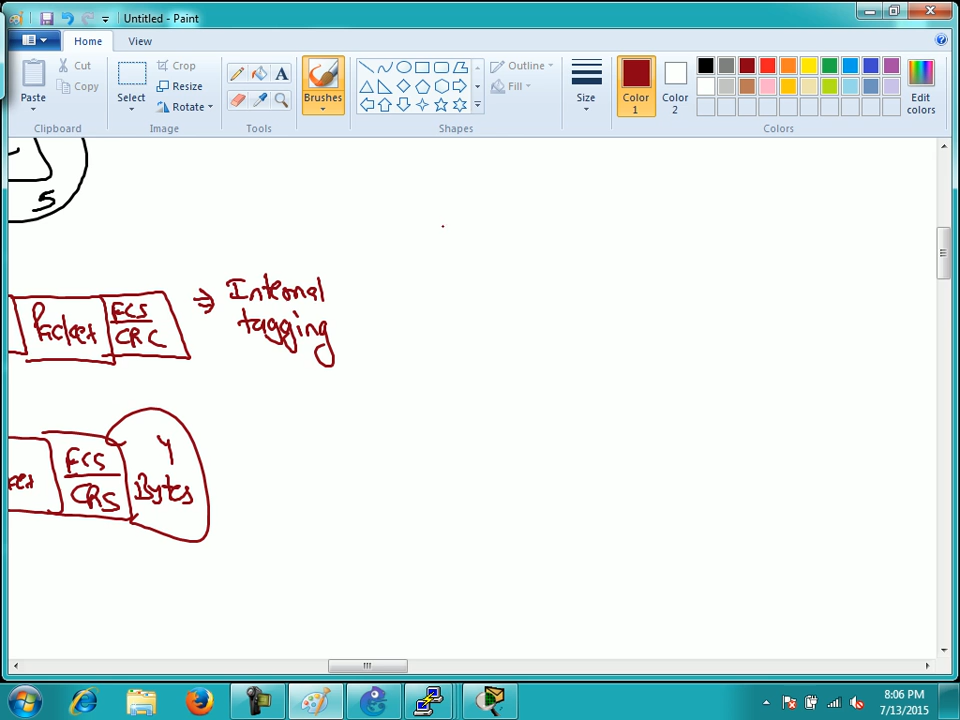 Untitled - Paint
Home
View
Paste
Cut
Copy
Clipboard
Select
Crop
Resize
Rotate
Image
Tools
Brushes
Shapes
Outline
Fill
Size
Color
1
Color
2
Colors
Edit
colors
5
Packet
FCS
CRC
⇒ Internal
tagging
FCS
CRS
4
Bytes
8:06 PM
7/13/2015